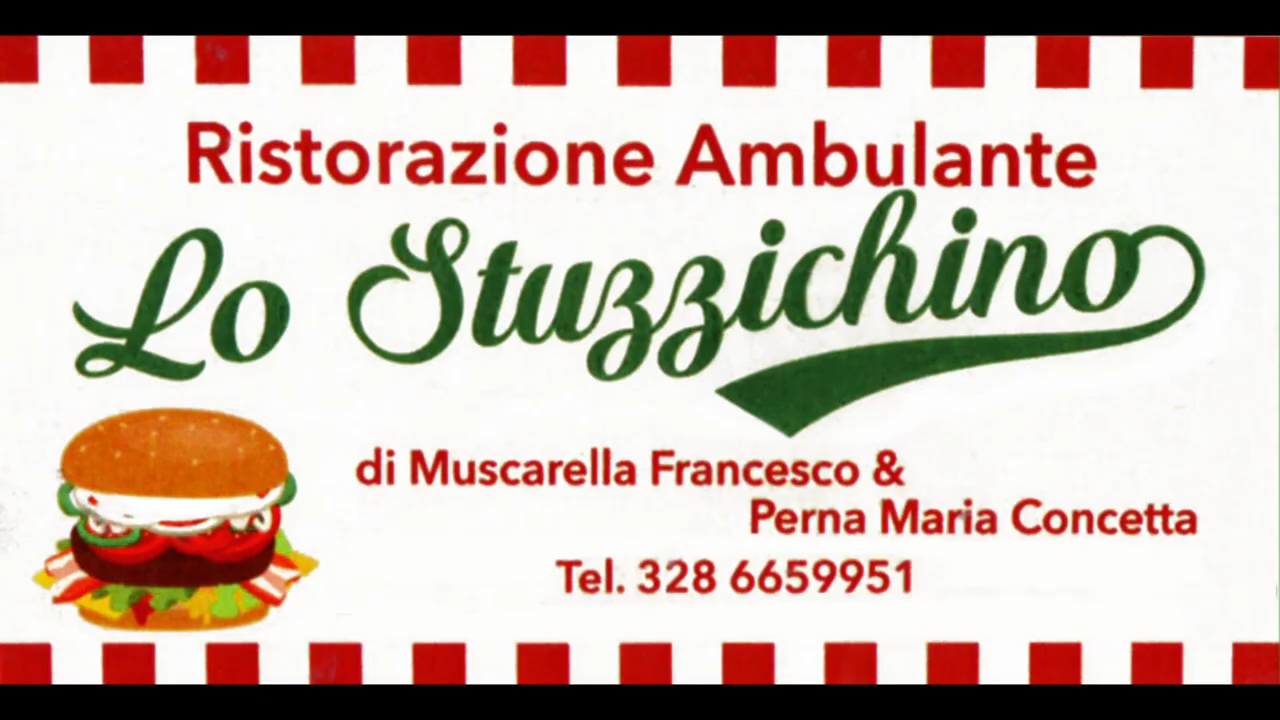 Ristorazione Ambulante
Lo Stuzzichino
di Muscarella Francesco &
Perna Maria Concetta
Tel. 328 6659951